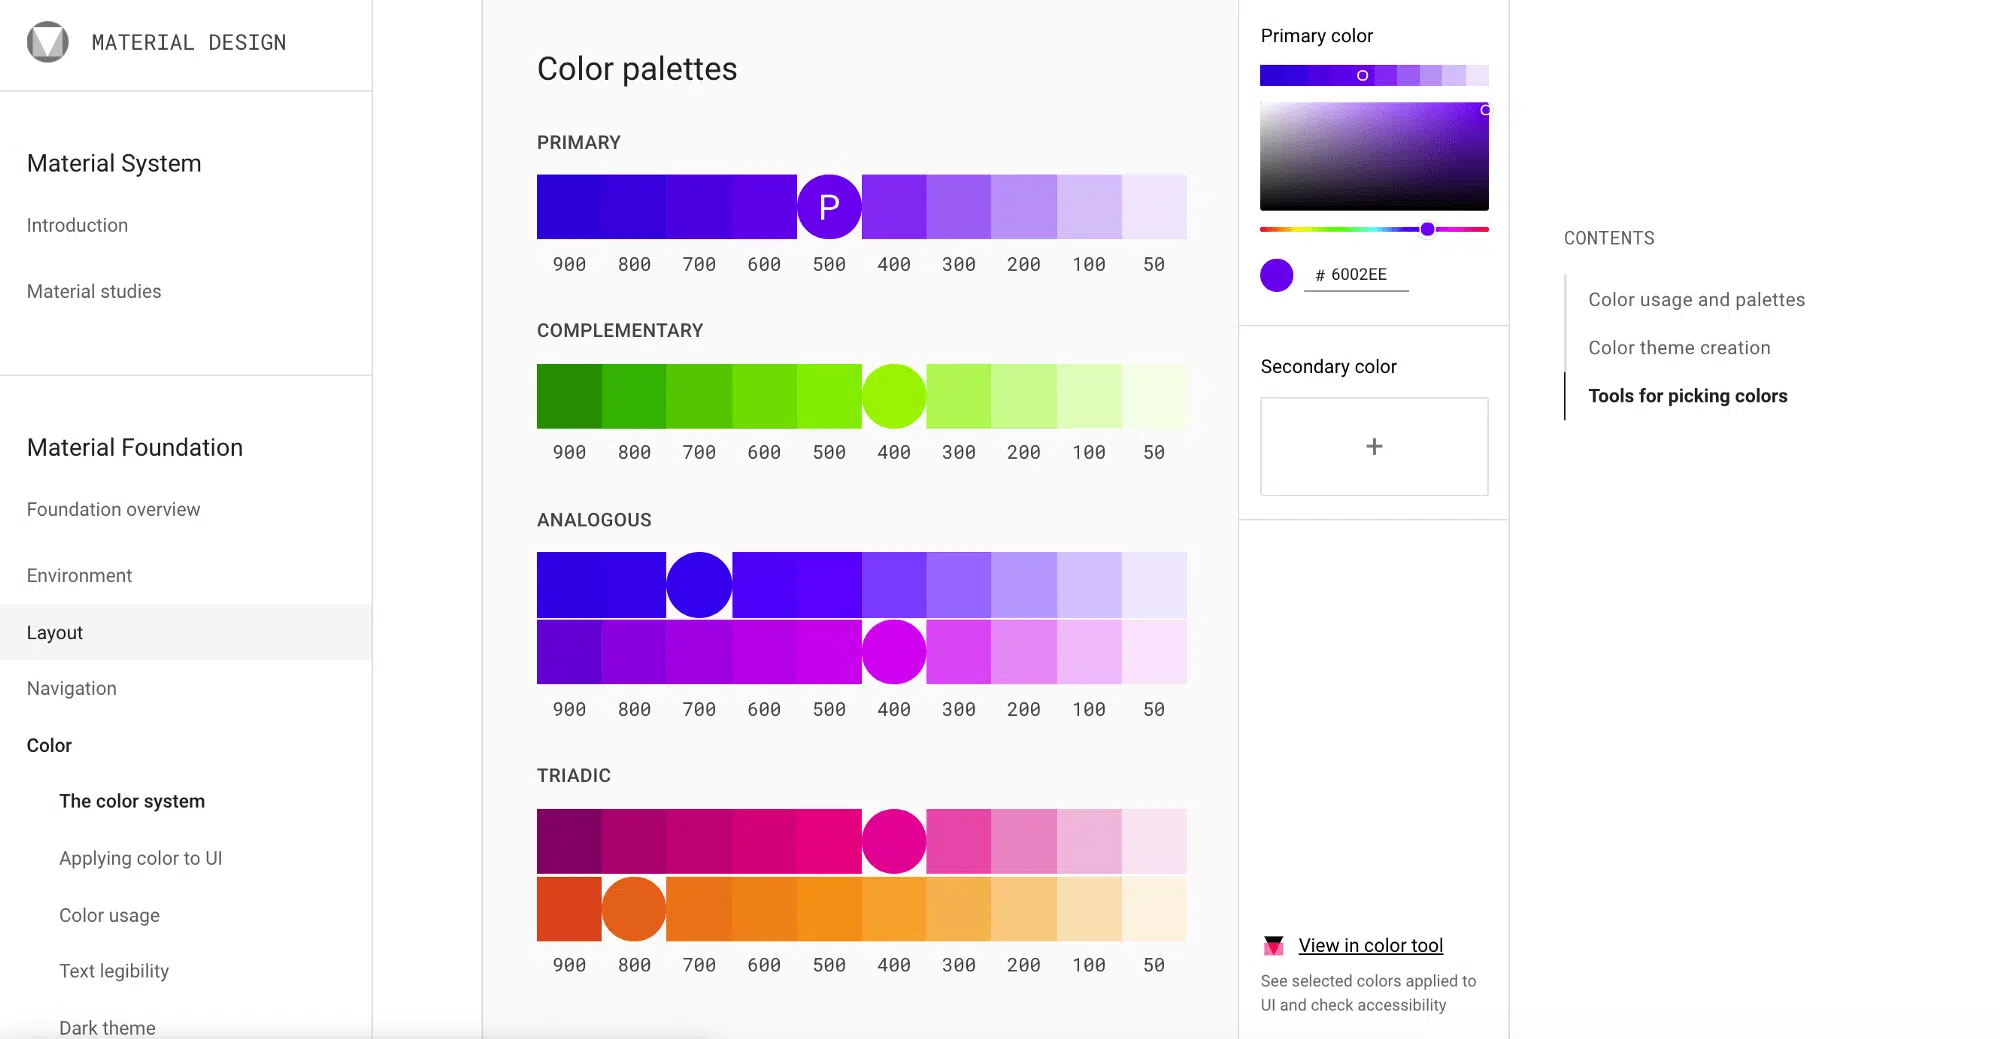 MATERIAL DESIGN
Material System
Introduction
Material studies
Material Foundation
Foundation overview
Environment
Layout
Navigation
Color
The color system
Applying color to UI
Color usage
Text legibility
Dark theme
Color palettes
PRIMARY
P
900 800 700 600 500 400 300 200 100 50
COMPLEMENTARY
900 800 700 600 500 400 300 200 100 50
ANALOGOUS
900 800 700 600 500 400 300 200 100 50
TRIADIC
900 800 700 600 500 400 300 200 100 50
Primary color
# 6002EE
Secondary color
+
View in color tool
See selected colors applied to
UI and check accessibility
CONTENTS
Color usage and palettes
Color theme creation
Tools for picking colors